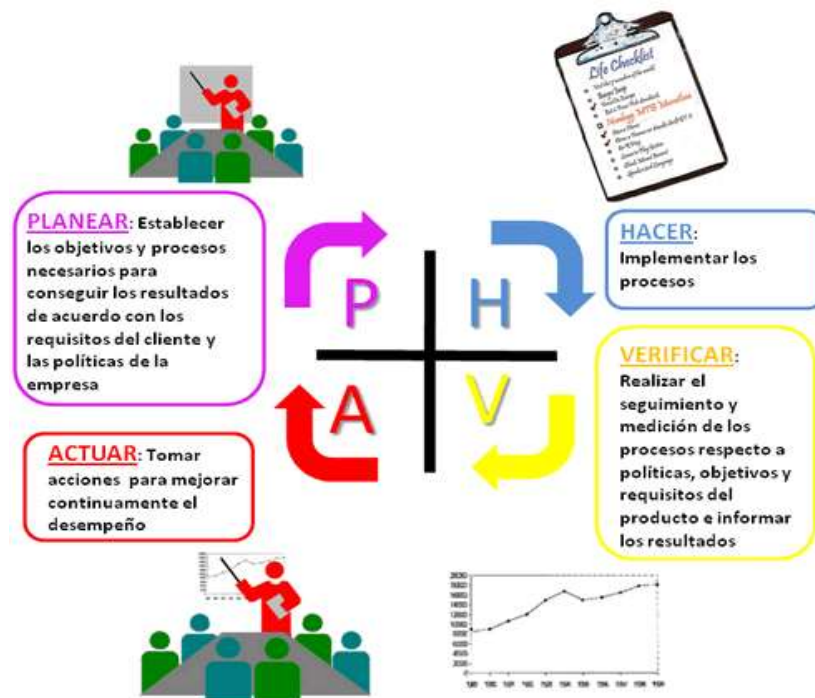 Life Checklist
PLANEAR: Establecer
los objetivos y procesos
necesarios para
conseguir los resultados
de acuerdo con los
requisitos del cliente y
las políticas de la
empresa
P
H
HACER:
Implementar los
procesos
A
V
VERIFICAR:
Realizar el
seguimiento y
medición de los
procesos respecto a
políticas, objetivos y
requisitos del
producto e informar
los resultados
ACTUAR: Tomar
acciones para mejorar
continuamente el
desempeño